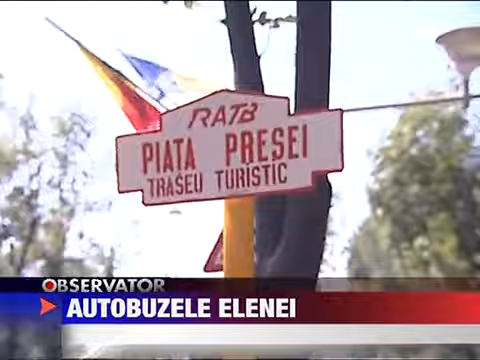 RATB
PIATA PRESEI
TRASEU TURISTIC
OBSERVATOR
AUTOBUZELE ELENEI